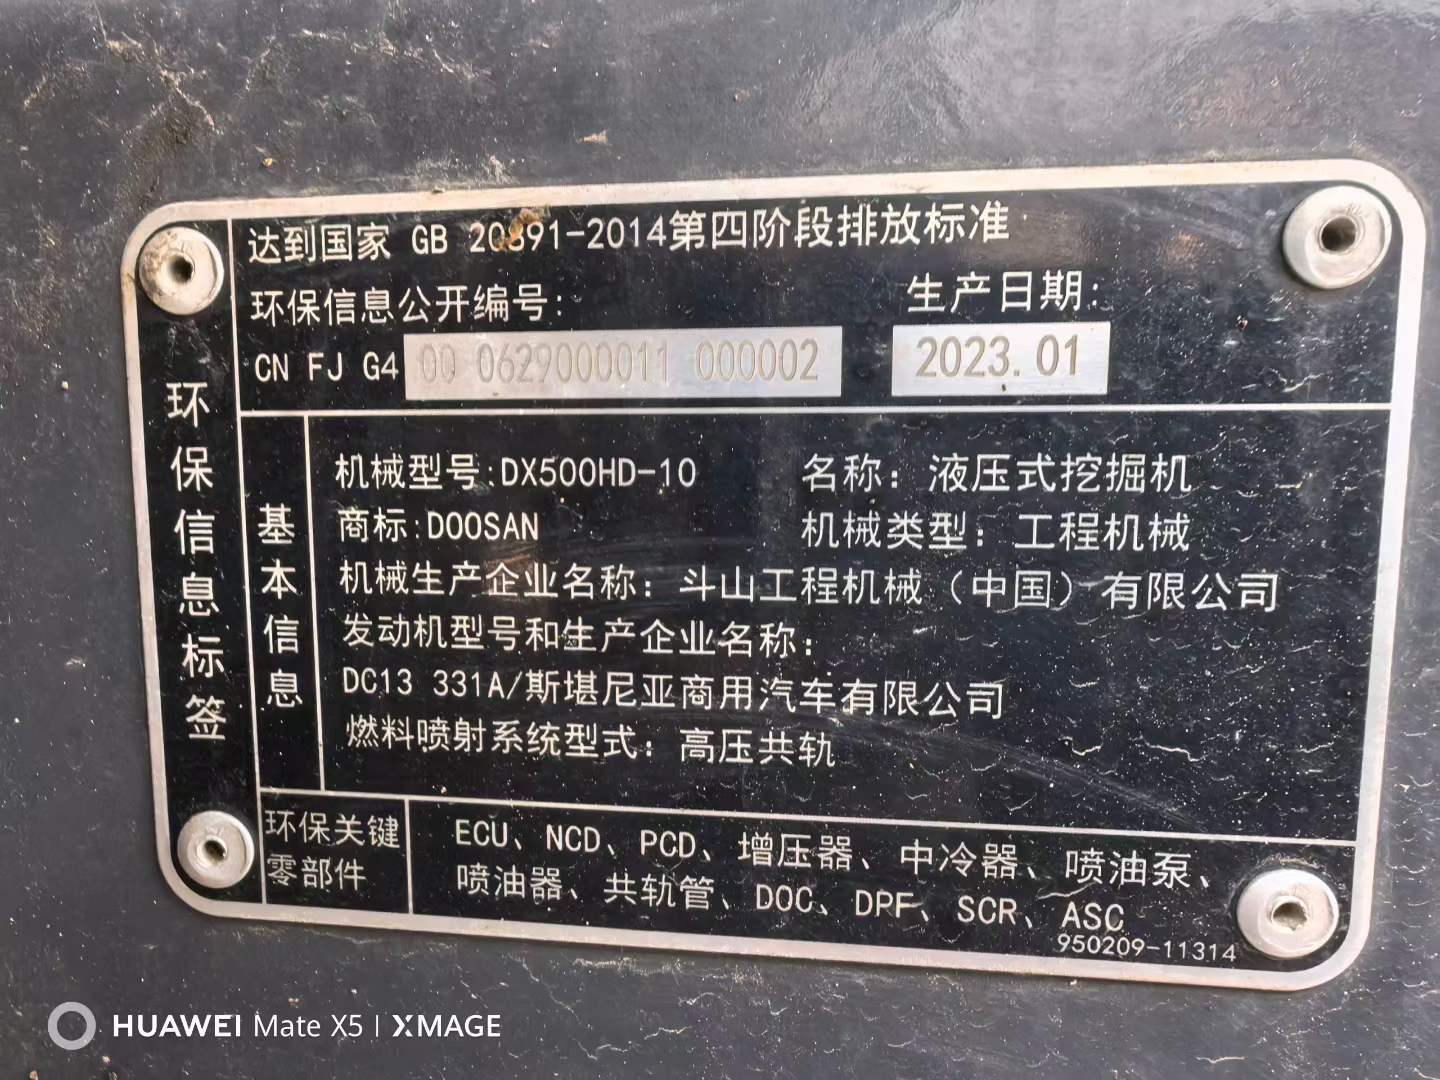 环保信息标签
达到国家 GB 20891-2014第四阶段排放标准
环保信息公开编号:
生产日期:
CN FJ G4 00 0629000011 000002
2023.01
基本信息
机械型号:DX500HD-10
名称: 液压式挖掘机
商标:DOOSAN
机械类型: 工程机械
机械生产企业名称: 斗山工程机械（中国）有限公司
发动机型号和生产企业名称:
DC13 331A/斯堪尼亚商用汽车有限公司
燃料喷射系统型式: 高压共轨
环保关键
零部件
ECU、NCD、PCD、增压器、中冷器、喷油泵、
喷油器、共轨管、DOC、DPF、SCR、ASC
950209-11314
HUAWEI Mate X5 | XMAGE